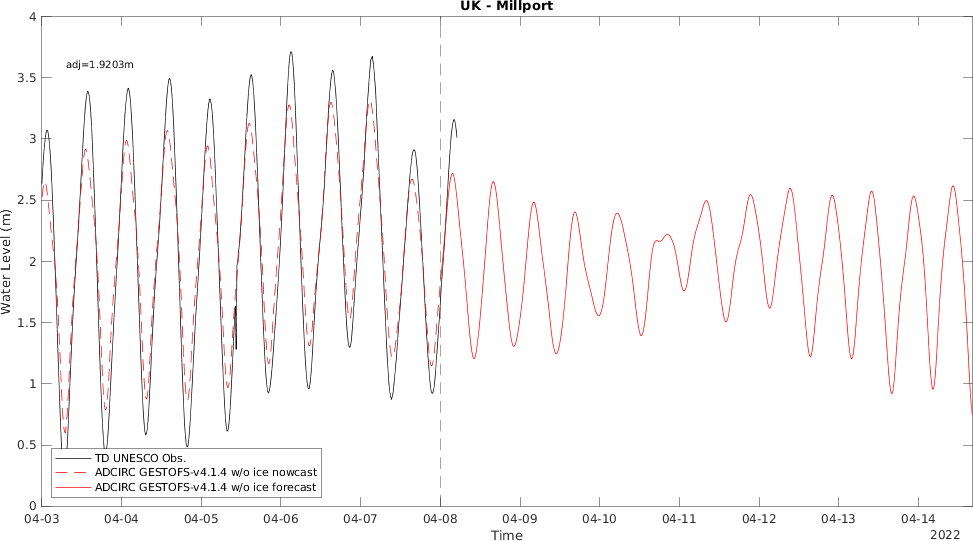 UK - Millport
adj=1.9203m
Water Level (m)
4
3.5
3
2.5
2
1.5
1
0.5
0
TD UNESCO Obs.
ADCIRC GESTOFS-v4.1.4 w/o ice nowcast
ADCIRC GESTOFS-v4.1.4 w/o ice forecast
04-03 04-04 04-05 04-06 04-07 04-08 04-09 04-10 04-11 04-12 04-13 04-14
Time
2022